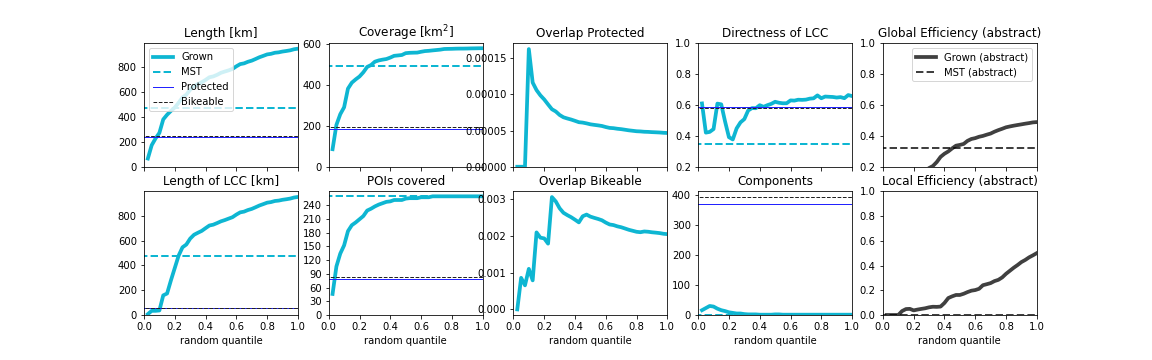 Length [km]
800
600
400
200
0
Grown
MST
Protected
Bikeable
Coverage [km²]
600
400
200
0
Overlap Protected
0.00015
0.00010
0.00005
0.00000
Directness of LCC
1.0
0.8
0.6
0.4
0.2
Global Efficiency (abstract)
1.0
0.8
0.6
0.4
0.2
Grown (abstract)
MST (abstract)
Length of LCC [km]
800
600
400
200
0
0.0 0.2 0.4 0.6 0.8 1.0
random quantile
POIs covered
240
210
180
150
120
90
60
30
0
0.0 0.2 0.4 0.6 0.8 1.0
random quantile
Overlap Bikeable
0.003
0.002
0.001
0.000
0.0 0.2 0.4 0.6 0.8 1.0
random quantile
Components
400
300
200
100
0
0.0 0.2 0.4 0.6 0.8 1.0
random quantile
Local Efficiency (abstract)
1.0
0.8
0.6
0.4
0.2
0.0
0.0 0.2 0.4 0.6 0.8 1.0
random quantile